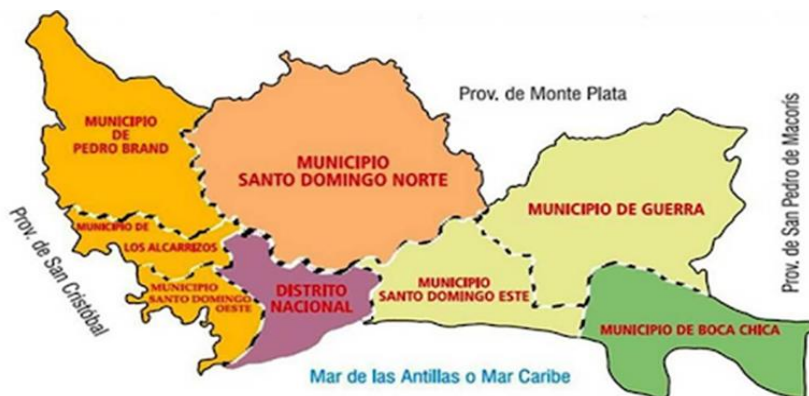 MUNICIPIO
DE
PEDRO BRAND
Prov. de Monte Plata
MUNICIPIO
SANTO DOMINGO NORTE
Prov. de San Pedro de Macorís
MUNICIPIO DE GUERRA
MUNICIPIO DE
LOS ALCARRIZOS
Prov. de San Cristóbal
MUNICIPIO
SANTO DOMINGO
OESTE
DISTRITO
NACIONAL
MUNICIPIO
SANTO DOMINGO ESTE
MUNICIPIO DE BOCA CHICA
Mar de las Antillas o Mar Caribe